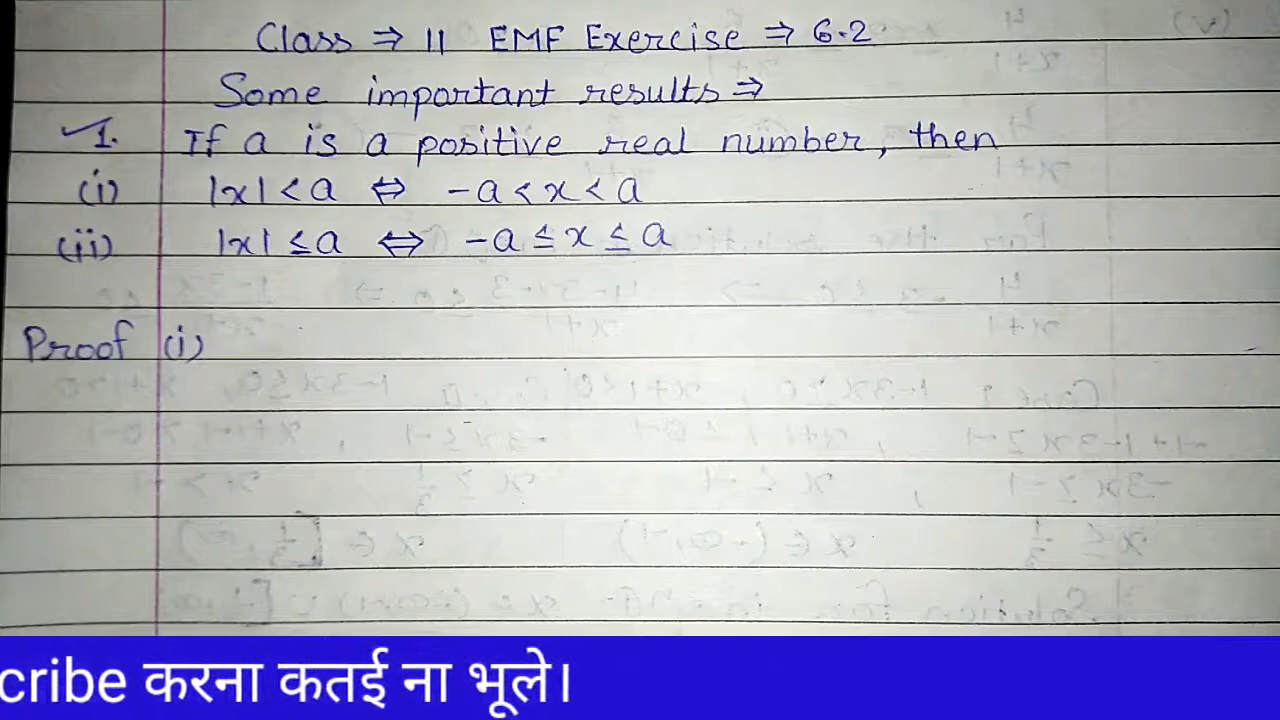 Class ⇒ 11 EMF Exercise ⇒ 6.2
Some important results ⇒
1. If a is a positive real number, then
(i) |x| < a ⇔ -a < x < a
(ii) |x| ≤ a ⇔ -a ≤ x ≤ a
Proof (i)
cribe करना कतई ना भूले।